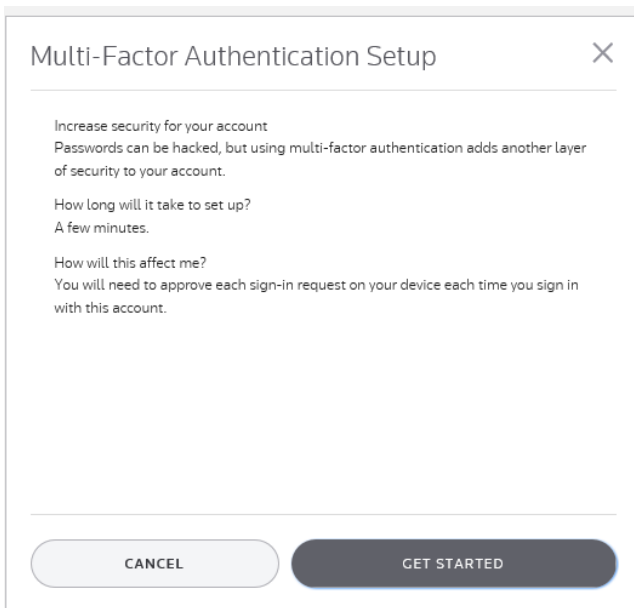 Multi-Factor Authentication Setup
Increase security for your account
Passwords can be hacked, but using multi-factor authentication adds another layer
of security to your account.
How long will it take to set up?
A few minutes.
How will this affect me?
You will need to approve each sign-in request on your device each time you sign in
with this account.
CANCEL
GET STARTED